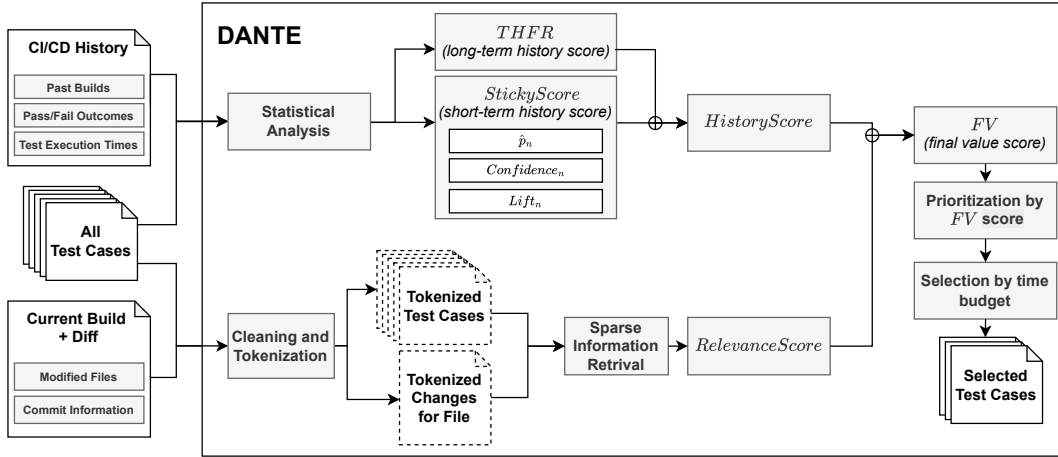 DANTE
CI/CD History
Past Builds
Pass/Fail Outcomes
Test Execution Times
All
Test Cases
Current Build
+ Diff
Modified Files
Commit Information
Statistical
Analysis
THFR
(long-term history score)
StickyScore
(short-term history score)
p̂ₙ
Confidenceₙ
Liftₙ
HistoryScore
Cleaning and
Tokenization
Tokenized
Test Cases
Tokenized
Changes
for File
Sparse
Information
Retrival
RelevanceScore
FV
(final value score)
Prioritization by
FV score
Selection by time
budget
Selected
Test Cases